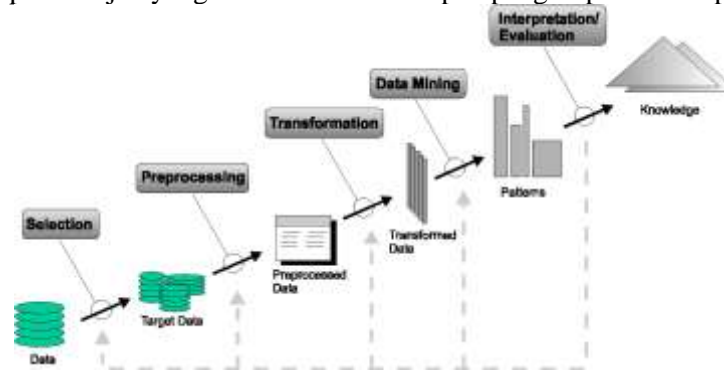 Interpretation/
Evaluation
Data Mining
Knowledge
Transformation
Patterns
Preprocessing
Transformed
Data
Selection
Preprocessed
Data
Target Data
Data